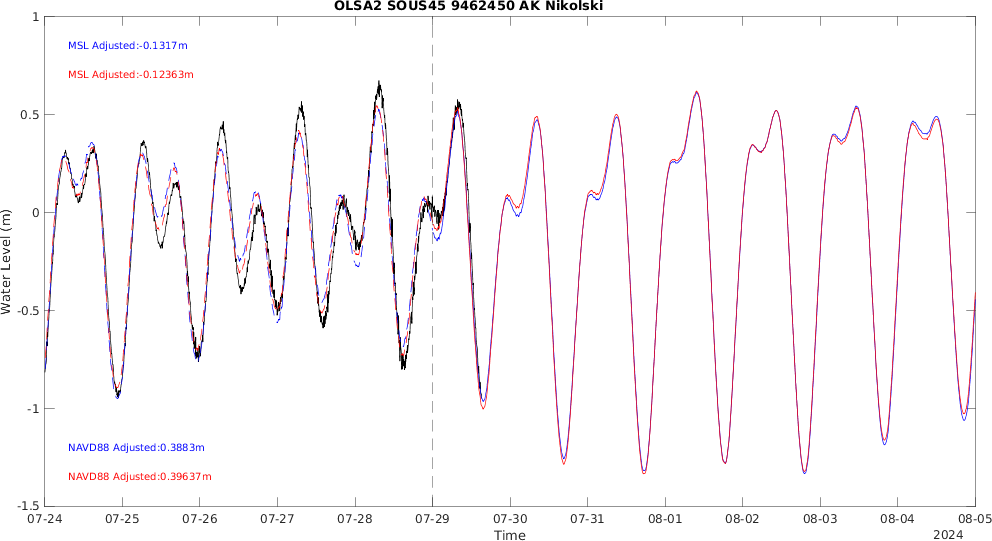 OLSA2 SOUS45 9462450 AK Nikolski
MSL Adjusted:-0.1317m
MSL Adjusted:-0.12363m
NAVD88 Adjusted:0.3883m
NAVD88 Adjusted:0.39637m
Water Level (m)
1
0.5
0
-0.5
-1
-1.5
07-24 07-25 07-26 07-27 07-28 07-29 07-30 07-31 08-01 08-02 08-03 08-04 08-05
Time
2024